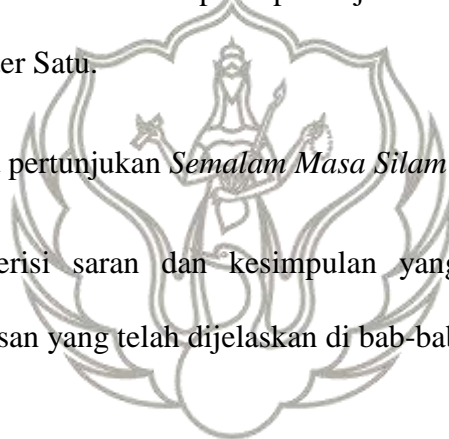 er Satu.
pertunjukan Semalam Masa Silam
erisi saran dan kesimpulan yang
san yang telah dijelaskan di bab-bab